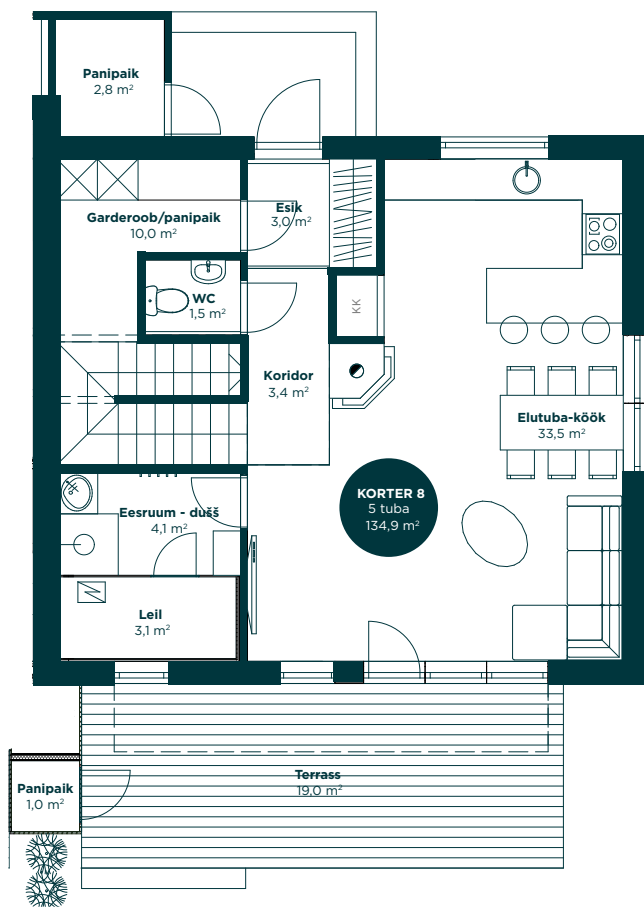 Panipaik
2,8 m²
Garderoob/panipaik
10,0 m²
Esik
3,0 m²
WC
1,5 m²
KK
Koridor
3,4 m²
Elutuba-köök
33,5 m²
KORTER 8
5 tuba
134,9 m²
Eesruum - dušš
4,1 m²
Leil
3,1 m²
Terrass
19,0 m²
Panipaik
1,0 m²